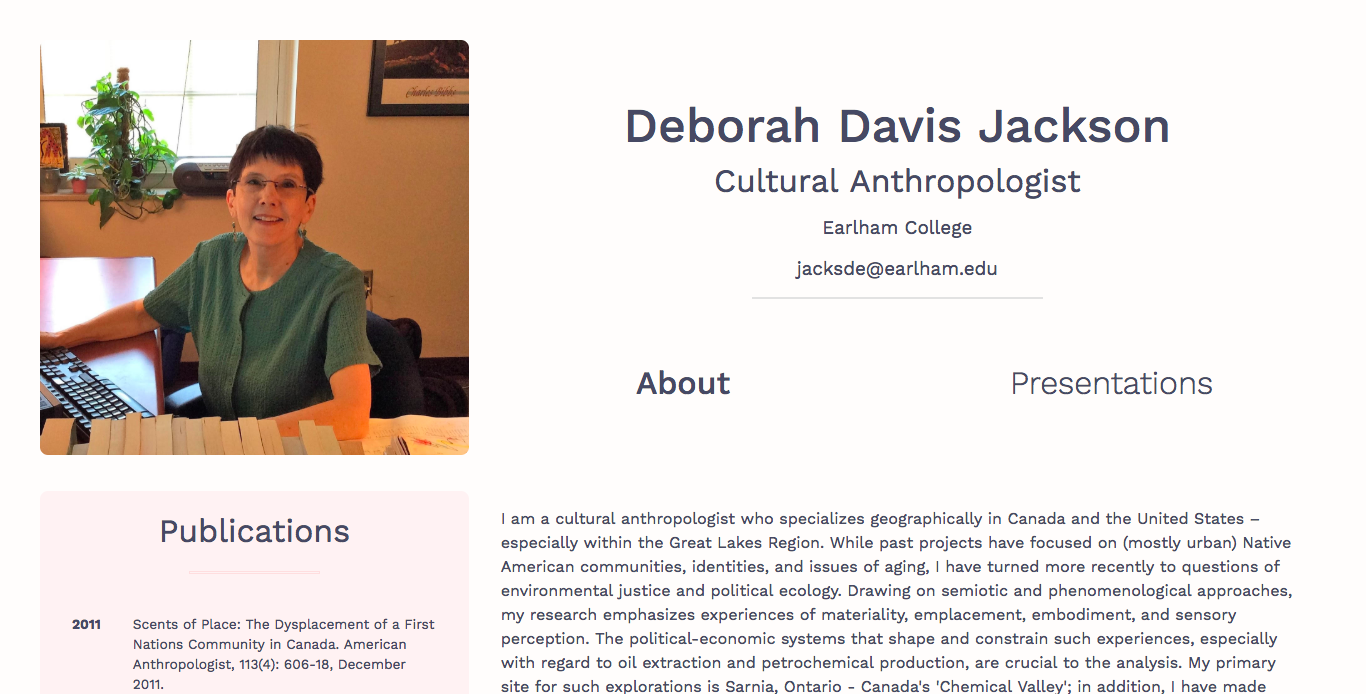 Deborah Davis Jackson
Cultural Anthropologist
Earlham College
jacksde@earlham.edu
About
Presentations
Publications
2011
Scents of Place: The Dysplacement of a First
Nations Community in Canada. American
Anthropologist, 113(4): 606-18, December
2011.
I am a cultural anthropologist who specializes geographically in Canada and the United States –
especially within the Great Lakes Region. While past projects have focused on (mostly urban) Native
American communities, identities, and issues of aging, I have turned more recently to questions of
environmental justice and political ecology. Drawing on semiotic and phenomenological approaches,
my research emphasizes experiences of materiality, emplacement, embodiment, and sensory
perception. The political-economic systems that shape and constrain such experiences, especially
with regard to oil extraction and petrochemical production, are crucial to the analysis. My primary
site for such explorations is Sarnia, Ontario - Canada's 'Chemical Valley'; in addition, I have made